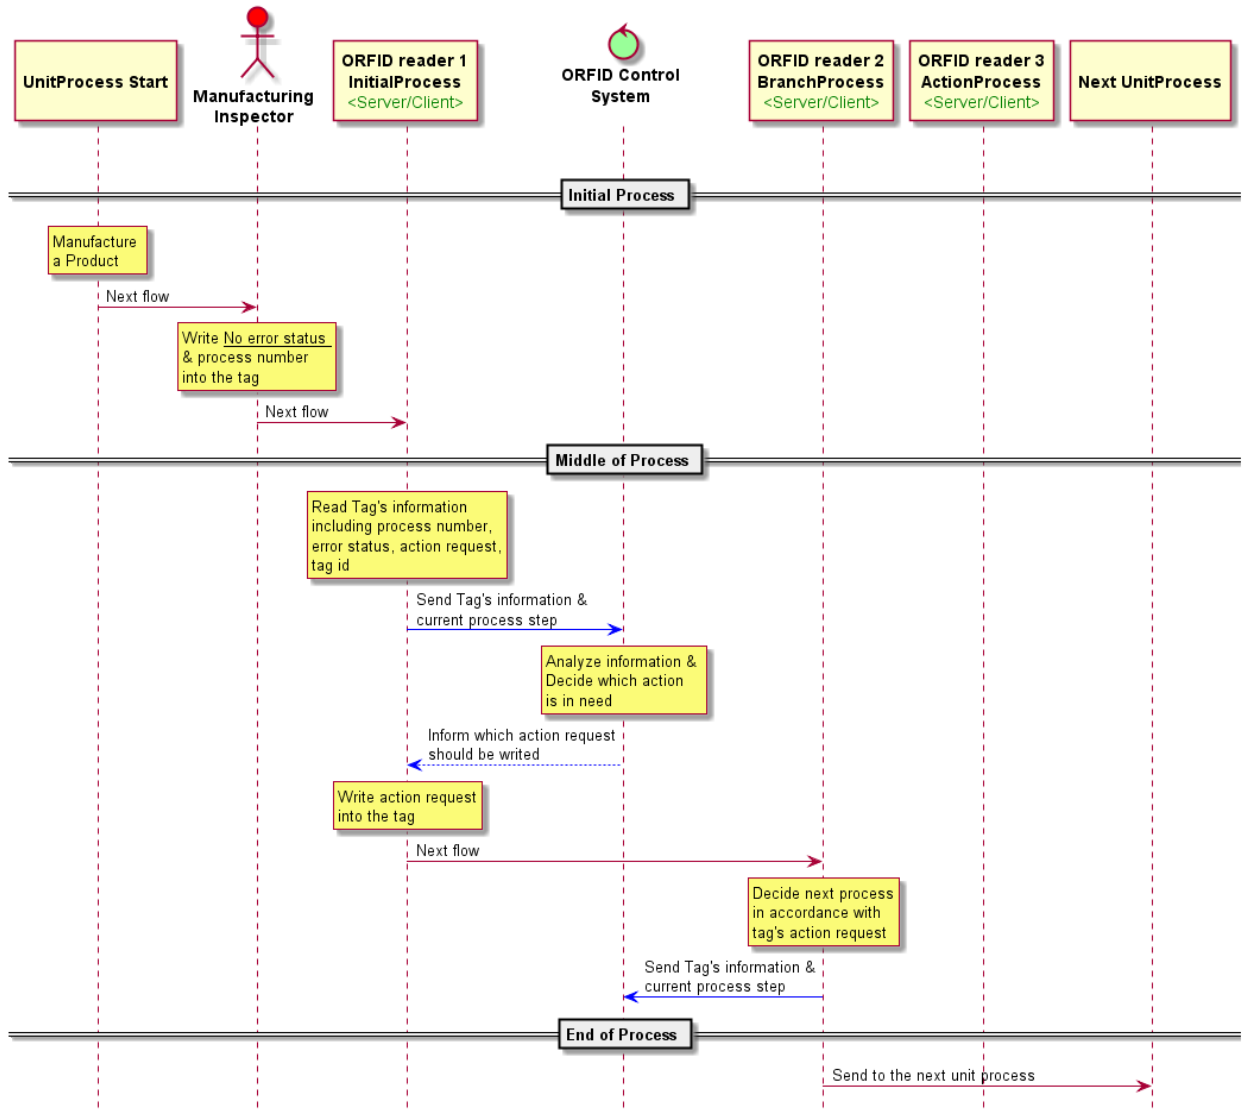 UnitProcess Start
Manufacturing
Inspector
ORFID reader 1
InitialProcess
<Server/Client>
ORFID Control
System
ORFID reader 2
BranchProcess
<Server/Client>
ORFID reader 3
ActionProcess
<Server/Client>
Next UnitProcess
Initial Process
Manufacture
a Product
Next flow
Write No error status
& process number
into the tag
Next flow
Middle of Process
Read Tag's information
including process number,
error status, action request,
tag id
Send Tag's information &
current process step
Analyze information &
Decide which action
is in need
Inform which action request
should be writed
Write action request
into the tag
Next flow
Decide next process
in accordance with
tag's action request
Send Tag's information &
current process step
End of Process
Send to the next unit process